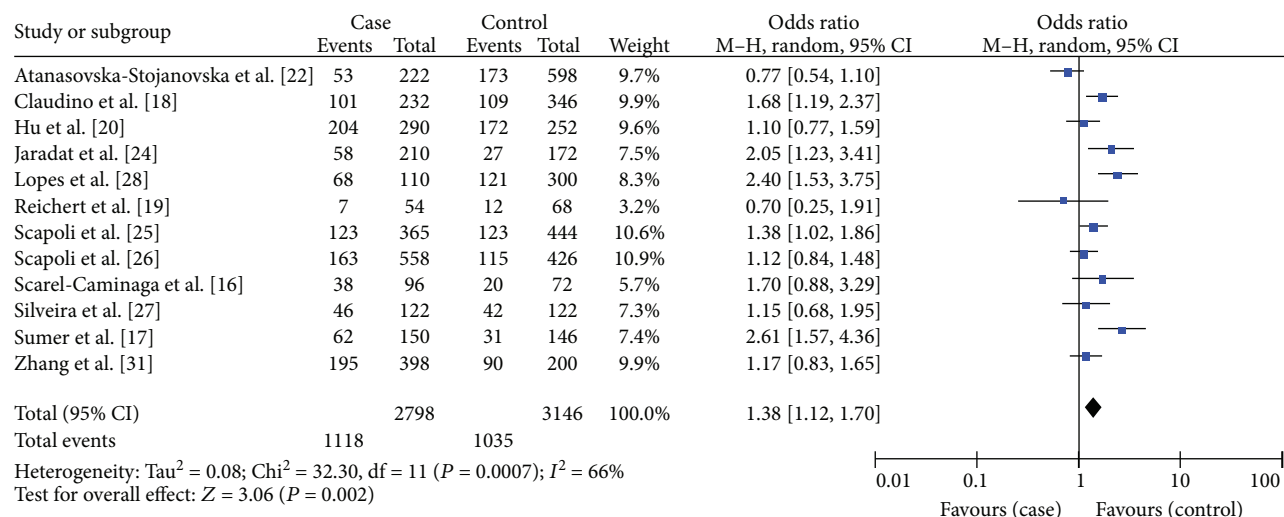 Study or subgroup Case Control Weight Odds ratio Odds ratio
Events Total Events Total M–H, random, 95% CI M–H, random, 95% CI
Atanasovska-Stojanovska et al. [22] 53 222 173 598 9.7% 0.77 [0.54, 1.10]
Claudino et al. [18] 101 232 109 346 9.9% 1.68 [1.19, 2.37]
Hu et al. [20] 204 290 172 252 9.6% 1.10 [0.77, 1.59]
Jaradat et al. [24] 58 210 27 172 7.5% 2.05 [1.23, 3.41]
Lopes et al. [28] 68 110 121 300 8.3% 2.40 [1.53, 3.75]
Reichert et al. [19] 7 54 12 68 3.2% 0.70 [0.25, 1.91]
Scapoli et al. [25] 123 365 123 444 10.6% 1.38 [1.02, 1.86]
Scapoli et al. [26] 163 558 115 426 10.9% 1.12 [0.84, 1.48]
Scarel-Caminaga et al. [16] 38 96 20 72 5.7% 1.70 [0.88, 3.29]
Silveira et al. [27] 46 122 42 122 7.3% 1.15 [0.68, 1.95]
Sumer et al. [17] 62 150 31 146 7.4% 2.61 [1.57, 4.36]
Zhang et al. [31] 195 398 90 200 9.9% 1.17 [0.83, 1.65]
Total (95% CI) 2798 3146 100.0% 1.38 [1.12, 1.70]
Total events 1118 1035
Heterogeneity: Tau² = 0.08; Chi² = 32.30, df = 11 (P = 0.0007); I² = 66%
Test for overall effect: Z = 3.06 (P = 0.002)
0.01 0.1 1 10 100
Favours (case) Favours (control)